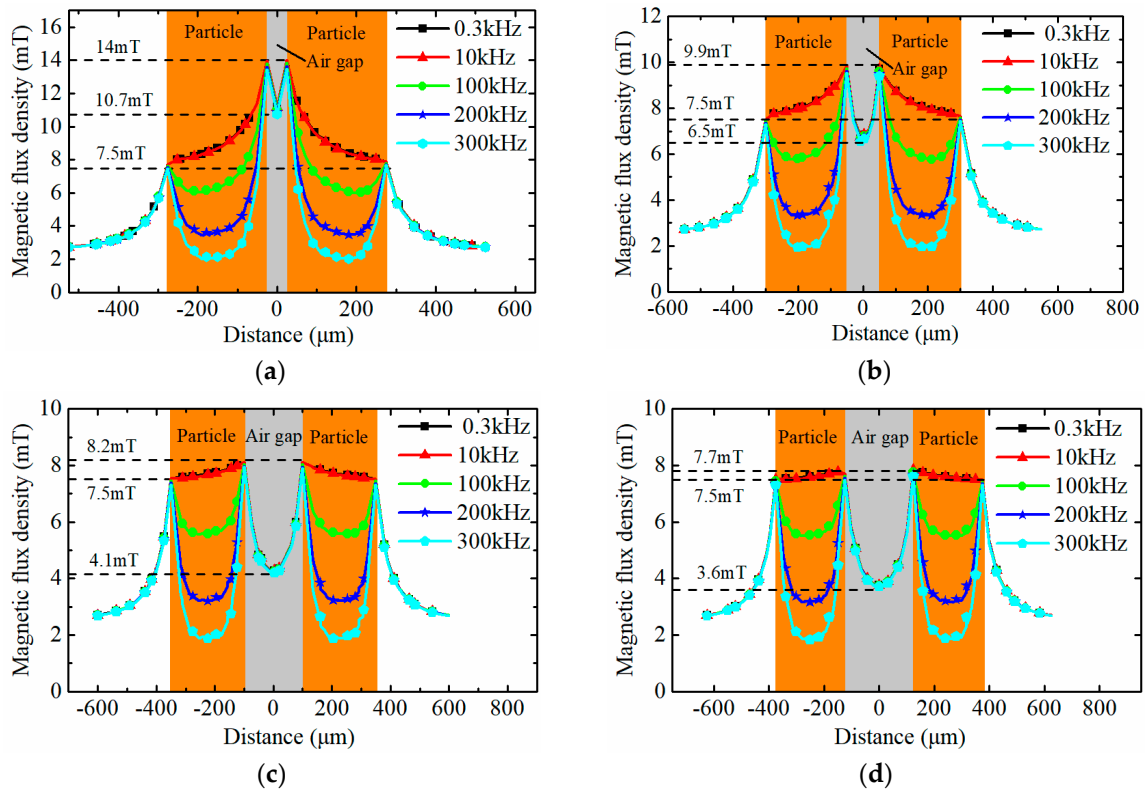 Magnetic flux density (mT)
16
14
12
10
8
6
4
2
0
14mT
10.7mT
7.5mT
Particle
Particle
Air gap
0.3kHz
10kHz
100kHz
200kHz
300kHz
-400 -200 0 200 400
Distance (μm)
(a)
Magnetic flux density (mT)
12
10
8
6
4
2
0
9.9mT
7.5mT
6.5mT
Particle
Particle
Air gap
0.3kHz
10kHz
100kHz
200kHz
300kHz
-600 -400 -200 0 200 400 600 800
Distance (μm)
(b)
Magnetic flux density (mT)
10
8
6
4
2
0
8.2mT
7.5mT
4.1mT
Particle Air gap Particle
0.3kHz
10kHz
100kHz
200kHz
300kHz
-600 -400 -200 0 200 400 600 800
Distance (μm)
(c)
Magnetic flux density (mT)
10
8
6
4
2
0
7.7mT
7.5mT
3.6mT
Particle Air gap Particle
0.3kHz
10kHz
100kHz
200kHz
300kHz
-600 -400 -200 0 200 400 600 800
Distance (μm)
(d)